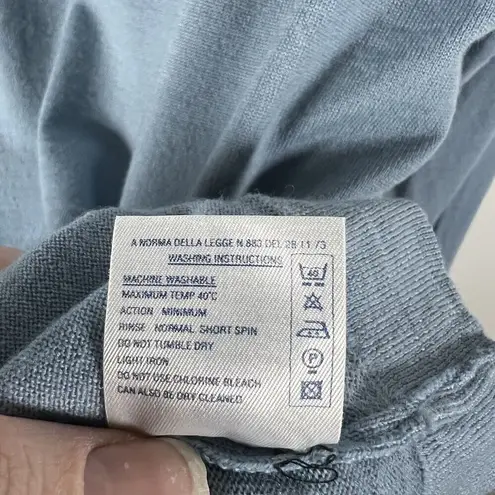 A NORMA DELLA LEGGE N 883 DEL 26 11 73
WASHING INSTRUCTIONS
MACHINE WASHABLE
MAXIMUM TEMP 40°C
ACTION MINIMUM
RINSE NORMAL SHORT SPIN
DO NOT TUMBLE DRY
LIGHT IRON
DO NOT USE CHLORINE BLEACH
CAN ALSO BE DRY CLEANED
40
P